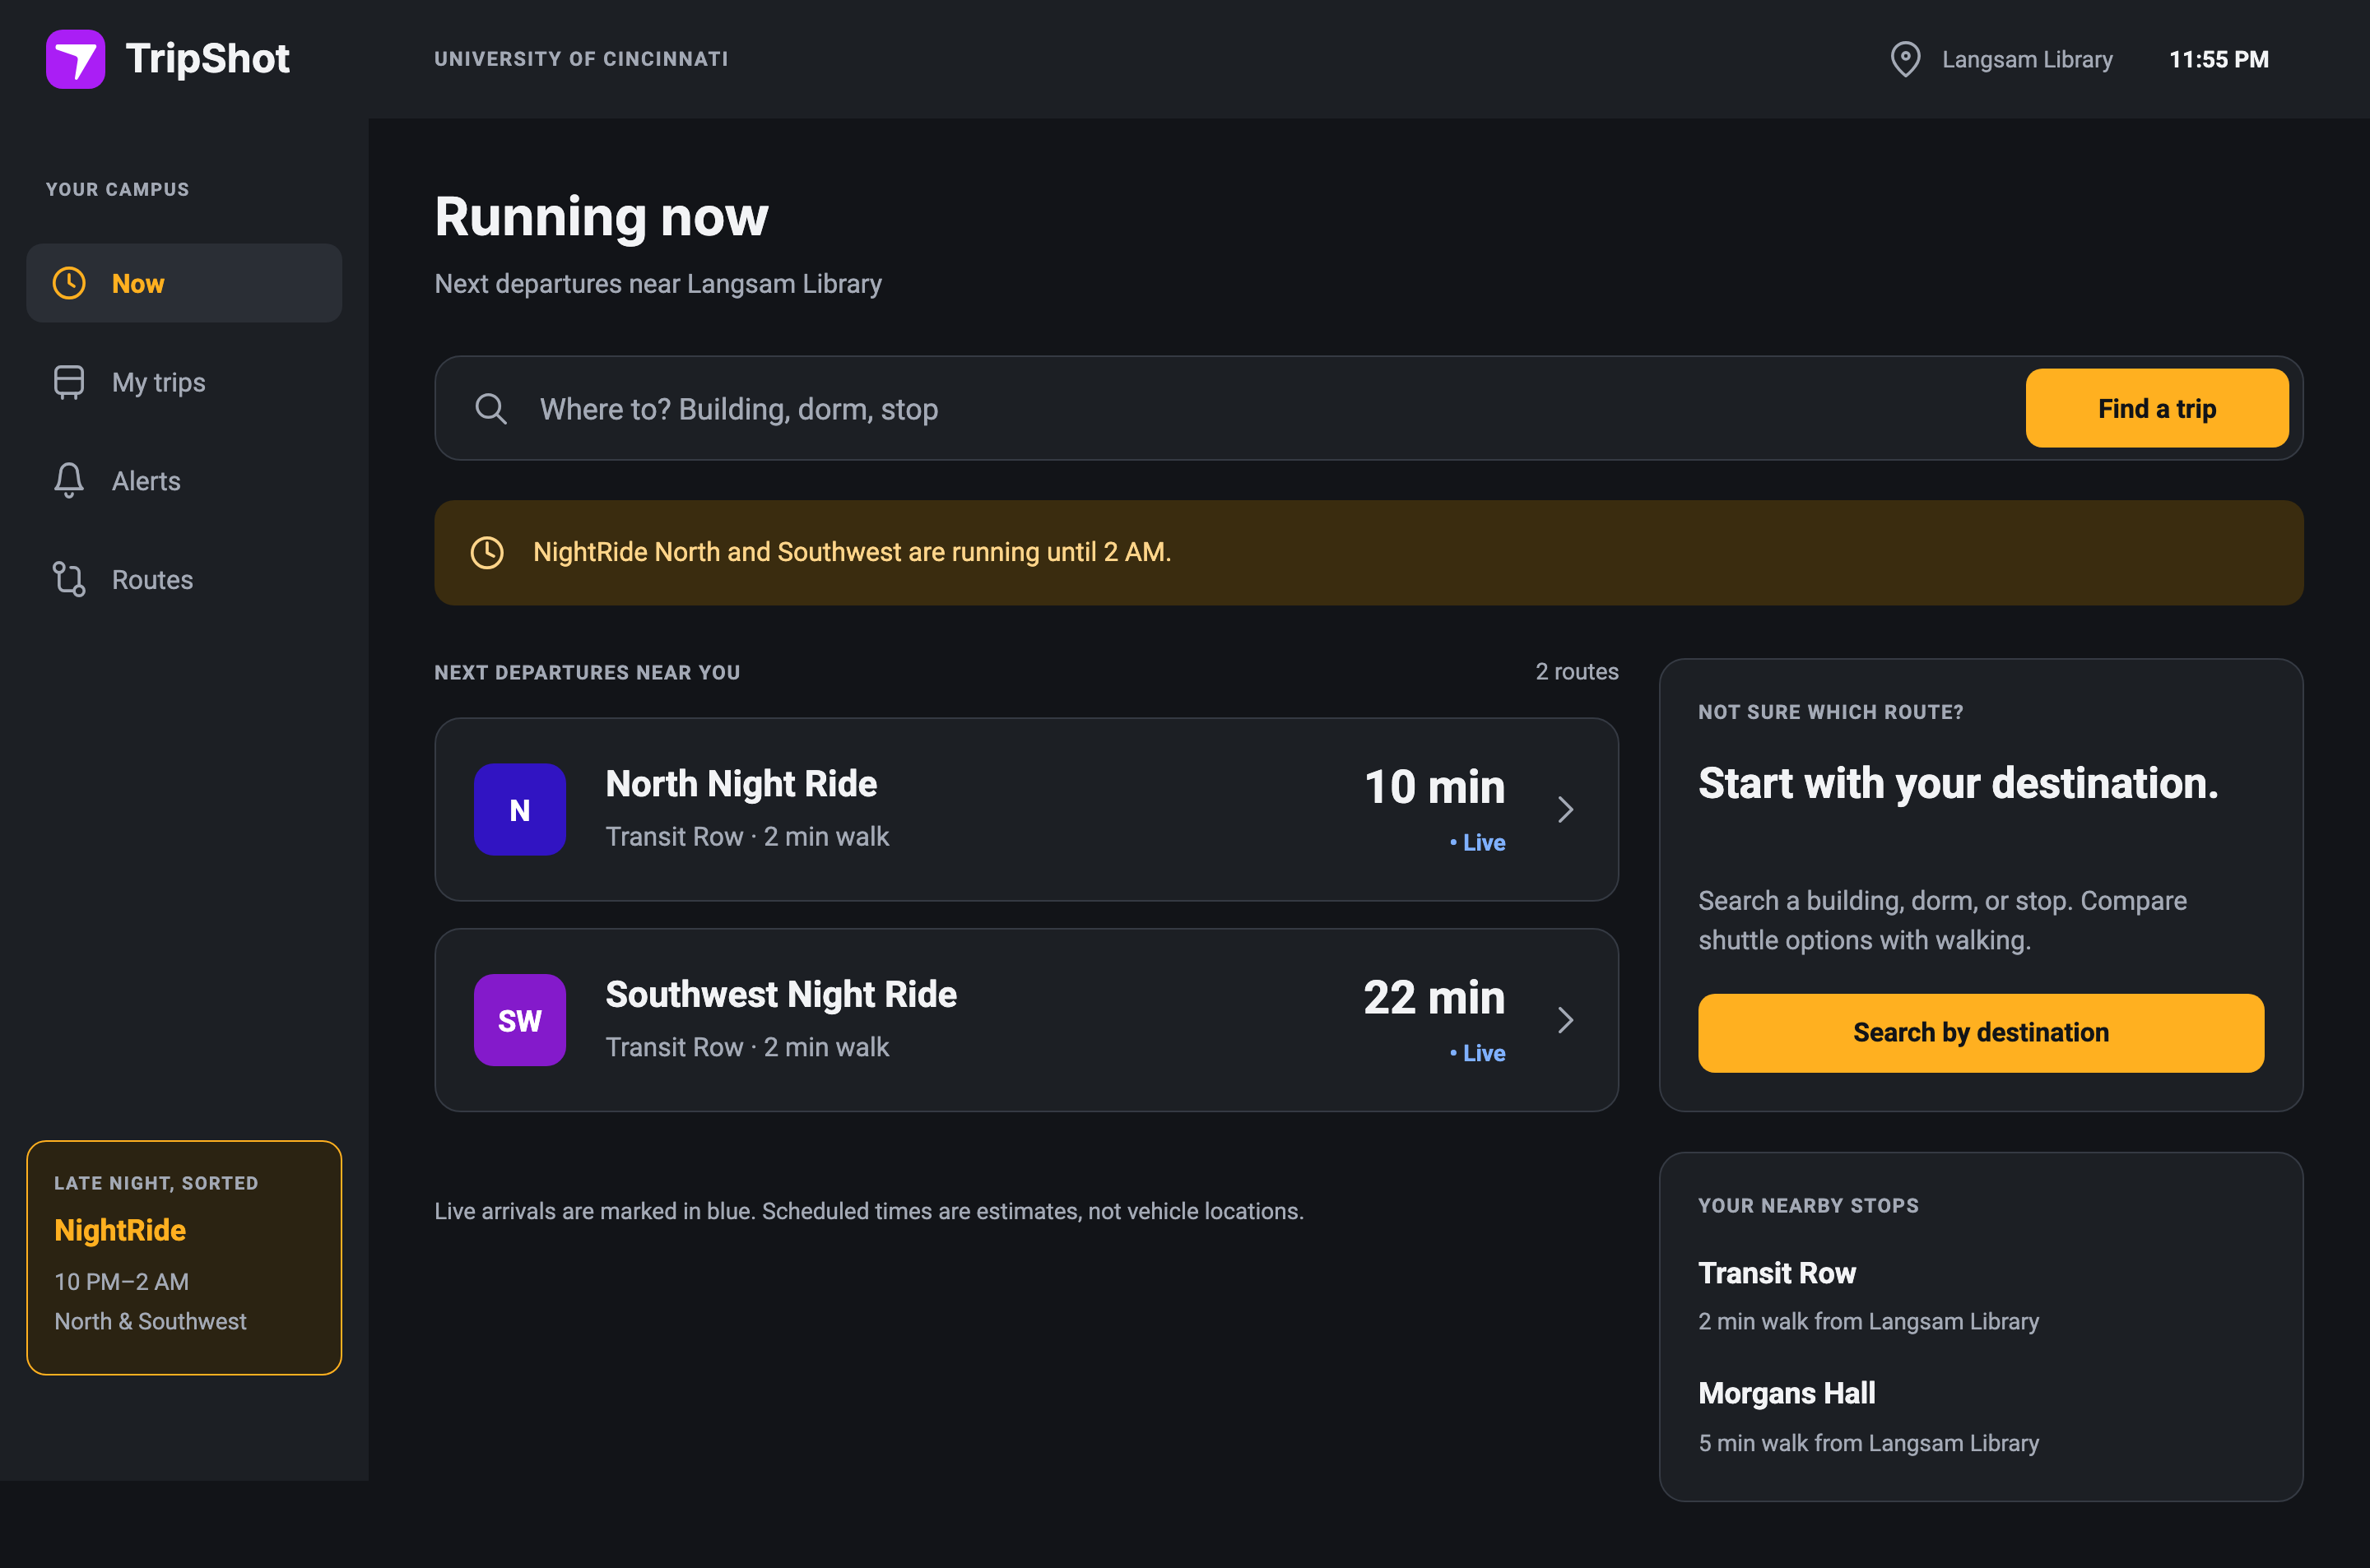 TripShot
UNIVERSITY OF CINCINNATI
Langsam Library
11:55 PM
YOUR CAMPUS
Now
My trips
Alerts
Routes
LATE NIGHT, SORTED
NightRide
10 PM–2 AM
North & Southwest
Running now
Next departures near Langsam Library
Where to? Building, dorm, stop
Find a trip
NightRide North and Southwest are running until 2 AM.
NEXT DEPARTURES NEAR YOU
2 routes
N
North Night Ride
Transit Row · 2 min walk
10 min
• Live
SW
Southwest Night Ride
Transit Row · 2 min walk
22 min
• Live
Live arrivals are marked in blue. Scheduled times are estimates, not vehicle locations.
NOT SURE WHICH ROUTE?
Start with your destination.
Search a building, dorm, or stop. Compare
shuttle options with walking.
Search by destination
YOUR NEARBY STOPS
Transit Row
2 min walk from Langsam Library
Morgans Hall
5 min walk from Langsam Library